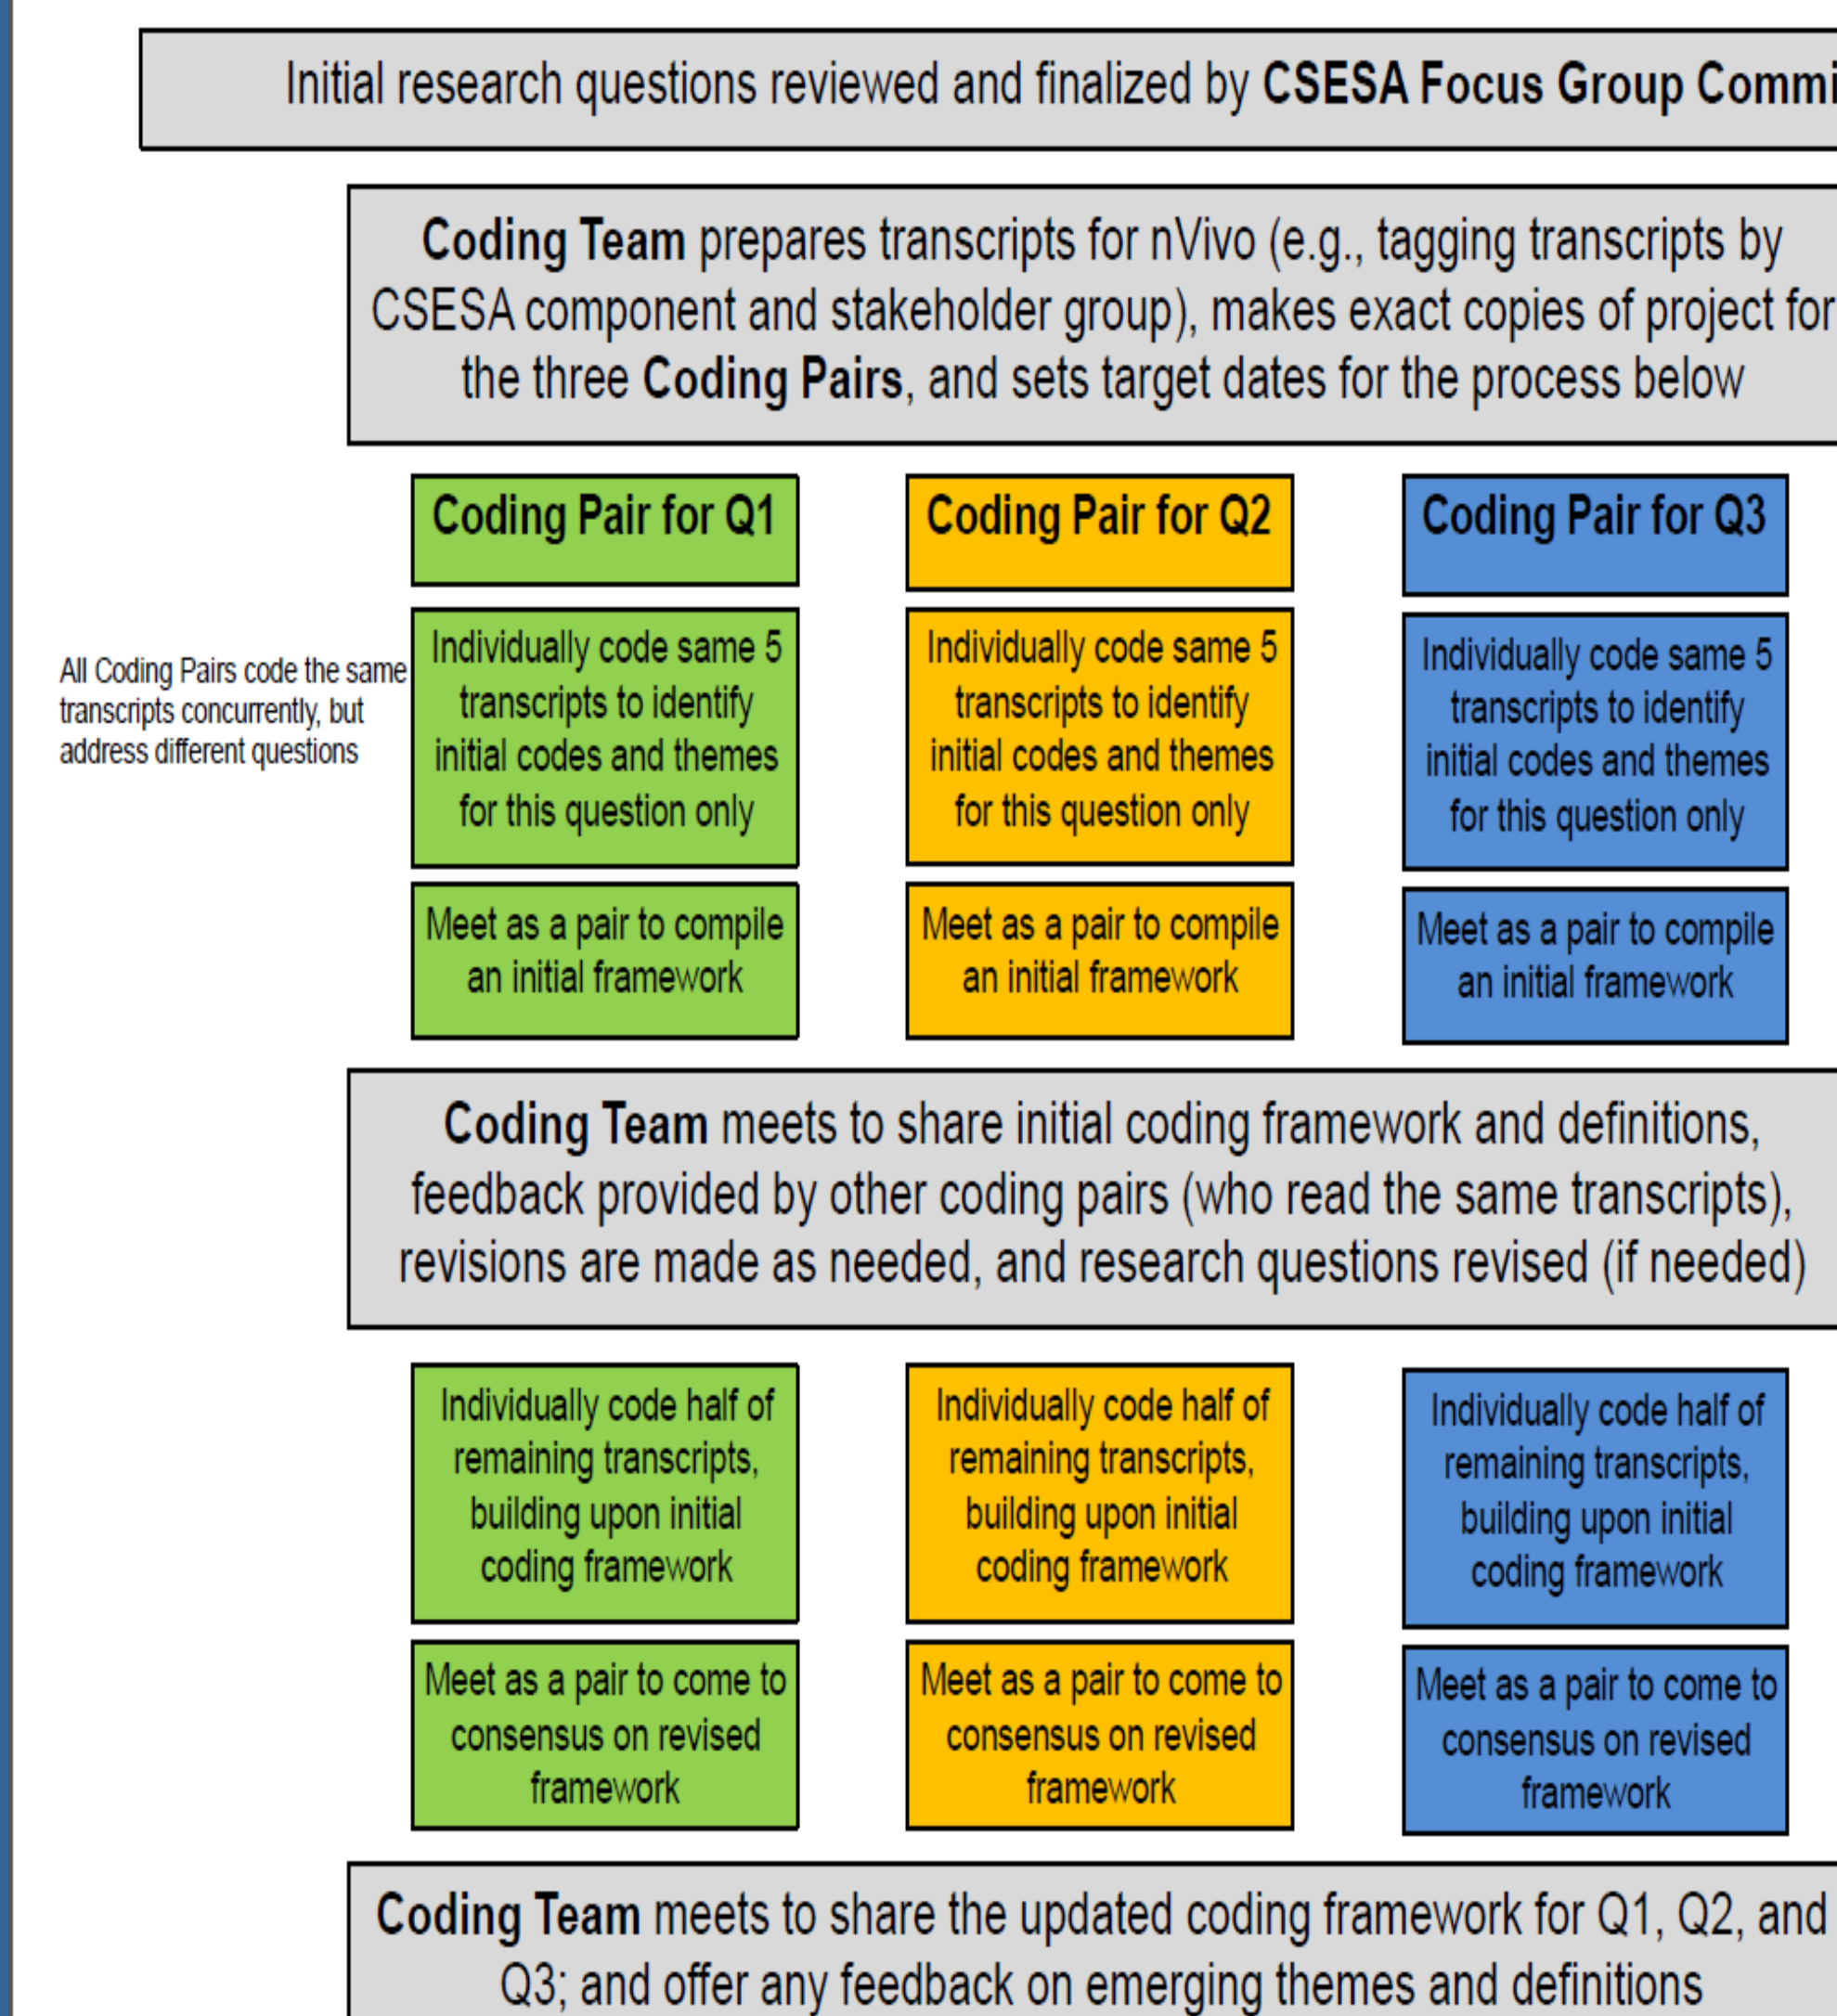 Initial research questions reviewed and finalized by CSESA Focus Group Commi
Coding Team prepares transcripts for nVivo (e.g., tagging transcripts by
CSESA component and stakeholder group), makes exact copies of project for
the three Coding Pairs, and sets target dates for the process below
Coding Pair for Q1
Coding Pair for Q2
Coding Pair for Q3
All Coding Pairs code the same
transcripts concurrently, but
address different questions
Individually code same 5
transcripts to identify
initial codes and themes
for this question only
Individually code same 5
transcripts to identify
initial codes and themes
for this question only
Individually code same 5
transcripts to identify
initial codes and themes
for this question only
Meet as a pair to compile
an initial framework
Meet as a pair to compile
an initial framework
Meet as a pair to compile
an initial framework
Coding Team meets to share initial coding framework and definitions,
feedback provided by other coding pairs (who read the same transcripts),
revisions are made as needed, and research questions revised (if needed)
Individually code half of
remaining transcripts,
building upon initial
coding framework
Individually code half of
remaining transcripts,
building upon initial
coding framework
Individually code half of
remaining transcripts,
building upon initial
coding framework
Meet as a pair to come to
consensus on revised
framework
Meet as a pair to come to
consensus on revised
framework
Meet as a pair to come to
consensus on revised
framework
Coding Team meets to share the updated coding framework for Q1, Q2, and
Q3; and offer any feedback on emerging themes and definitions